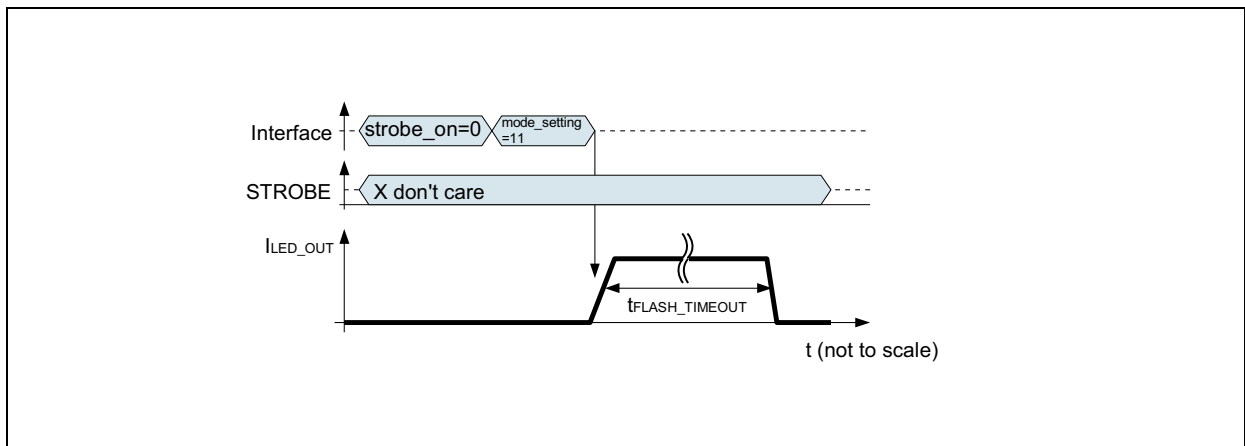 Interface
strobe_on=0
mode_setting
=11
STROBE
X don't care
ILED_OUT
tFLASH_TIMEOUT
t (not to scale)